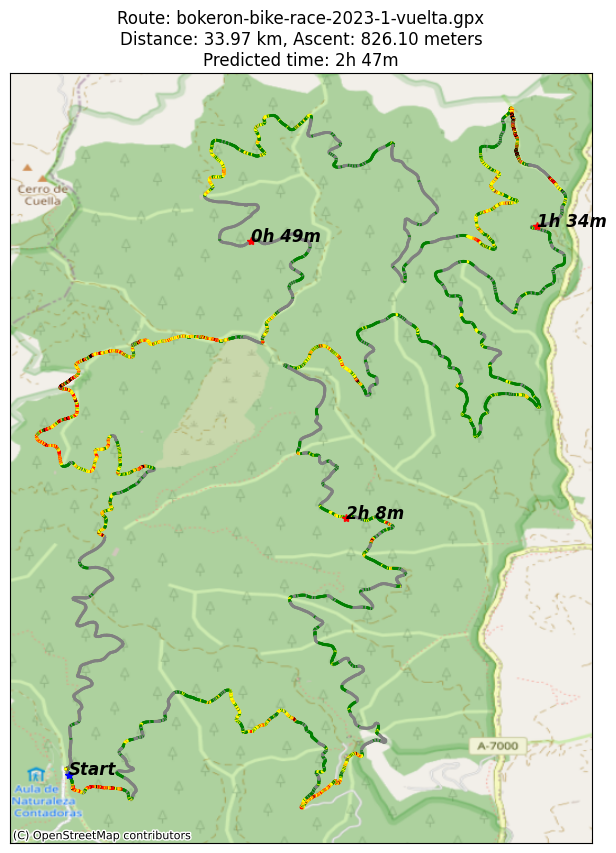 Route: bokeron-bike-race-2023-1-vuelta.gpx
Distance: 33.97 km, Ascent: 826.10 meters
Predicted time: 2h 47m
Cerro de
Cuella
1h 34m
0h 49m
2h 8m
A-7000
Start
Aula de
Naturaleza
Contadoras
(C) OpenStreetMap contributors